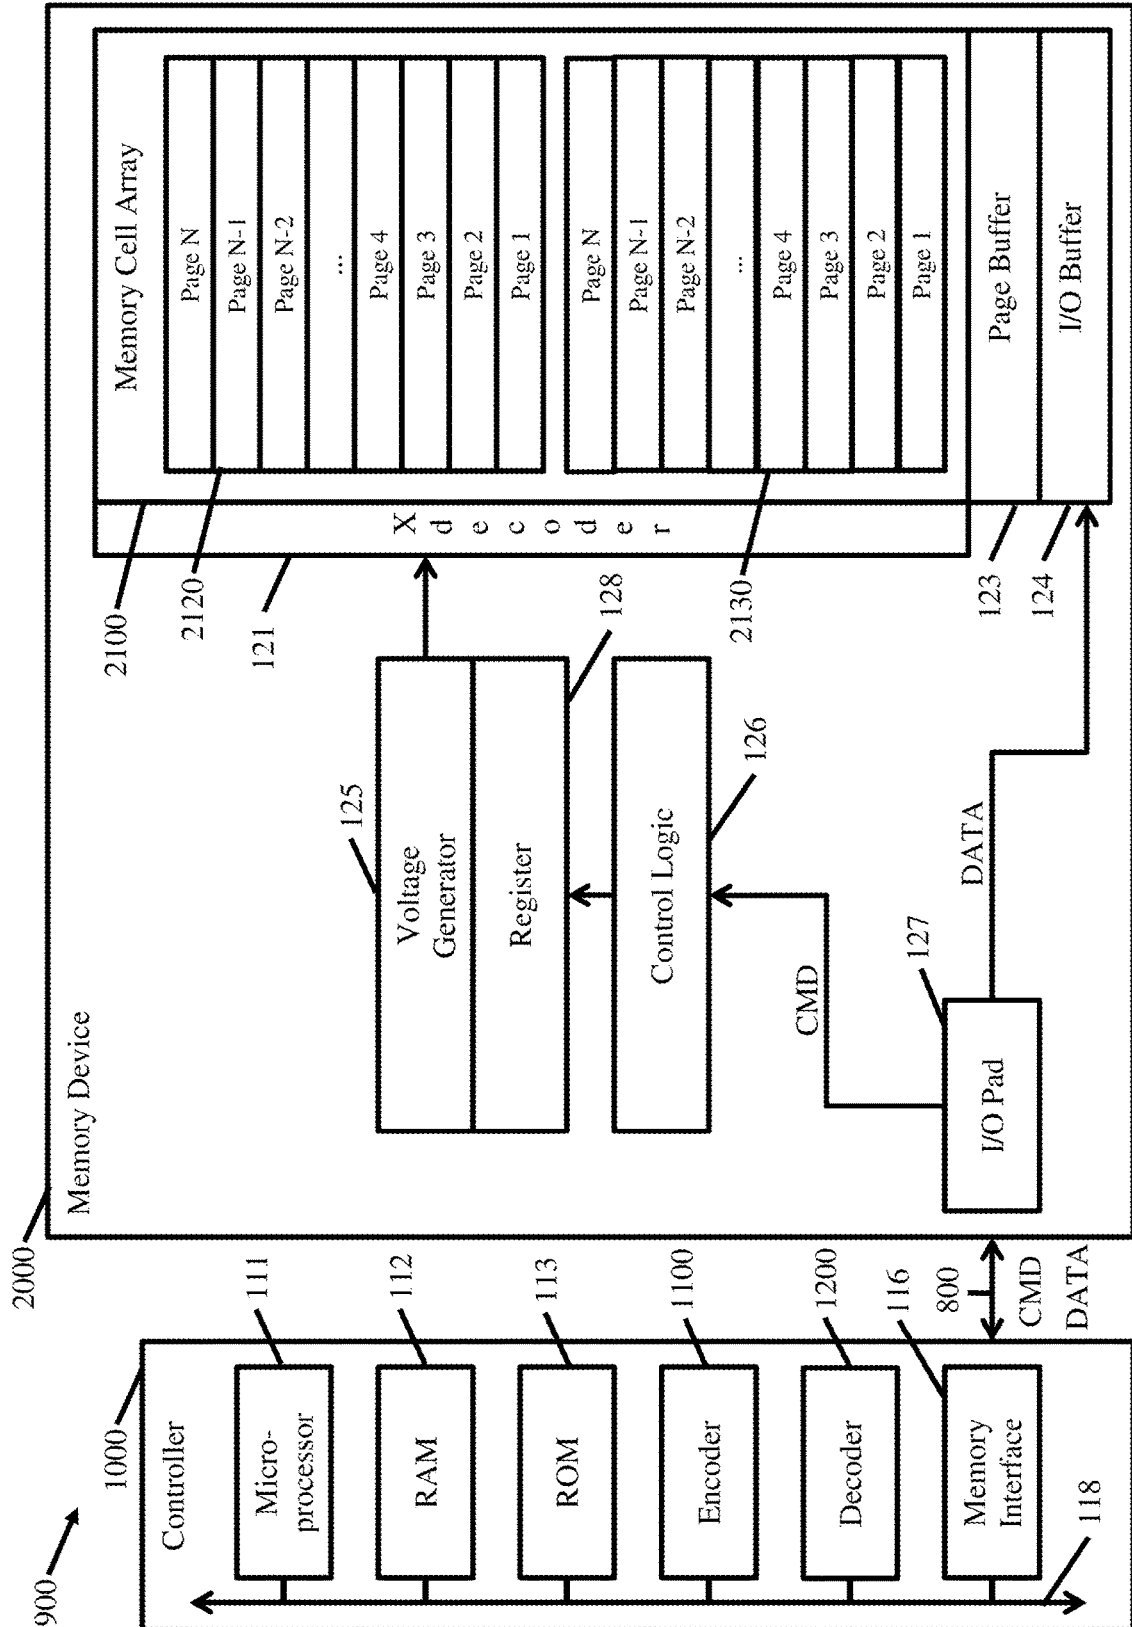 900
1000
Controller
Micro-
processor
111
RAM
112
ROM
113
Encoder
1100
Decoder
1200
Memory
Interface
116
118
800
CMD
DATA
2000
Memory Device
I/O Pad
127
CMD
DATA
Voltage
Generator
125
Register
128
Control Logic
126
2100
2120
121
2130
123
124
X
d
e
c
o
d
e
r
Memory Cell Array
Page N
Page N-1
Page N-2
...
Page 4
Page 3
Page 2
Page 1
Page N
Page N-1
Page N-2
...
Page 4
Page 3
Page 2
Page 1
Page Buffer
I/O Buffer